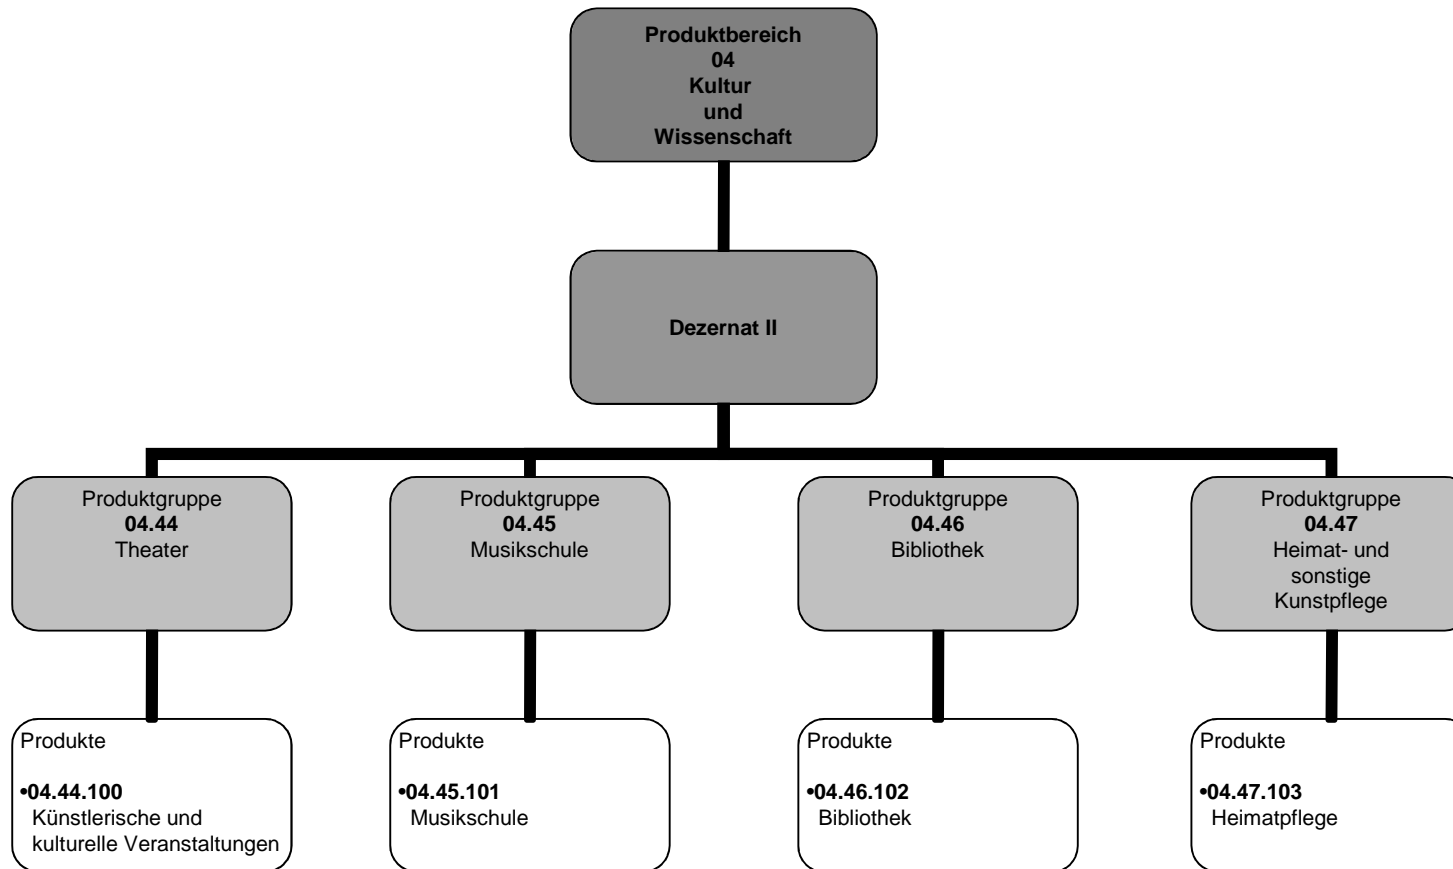 Produktbereich
04
Kultur
und
Wissenschaft
Dezernat II
Produktgruppe
04.44
Theater
Produktgruppe
04.45
Musikschule
Produktgruppe
04.46
Bibliothek
Produktgruppe
04.47
Heimat- und
sonstige
Kunstpflege
Produkte
•04.44.100
Künstlerische und
kulturelle Veranstaltungen
Produkte
•04.45.101
Musikschule
Produkte
•04.46.102
Bibliothek
Produkte
•04.47.103
Heimatpflege